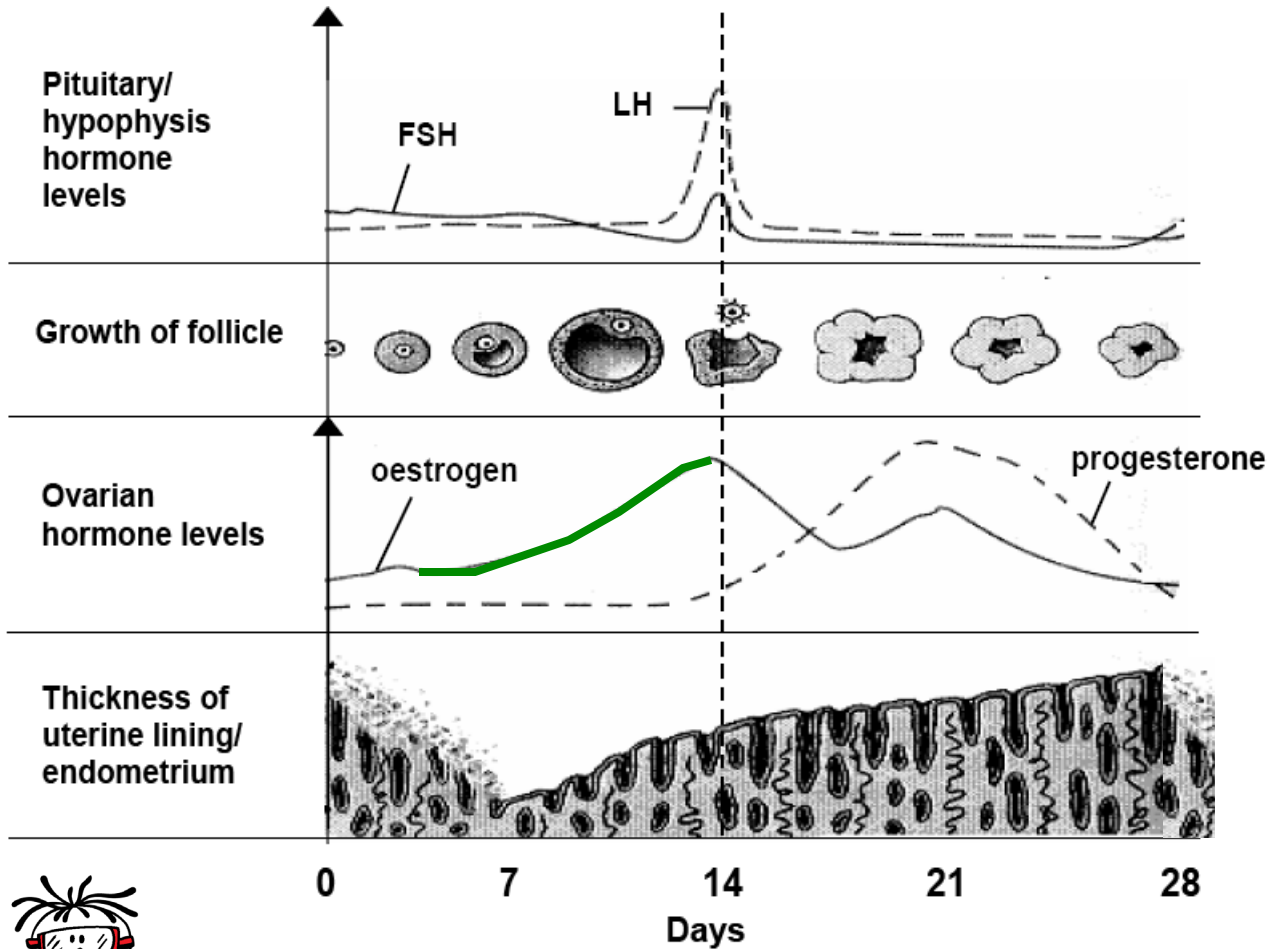 Pituitary/
hypophysis
hormone
levels
FSH
LH
Growth of follicle
Ovarian
hormone levels
oestrogen
progesterone
Thickness of
uterine lining/
endometrium
0 7 14 21 28
Days